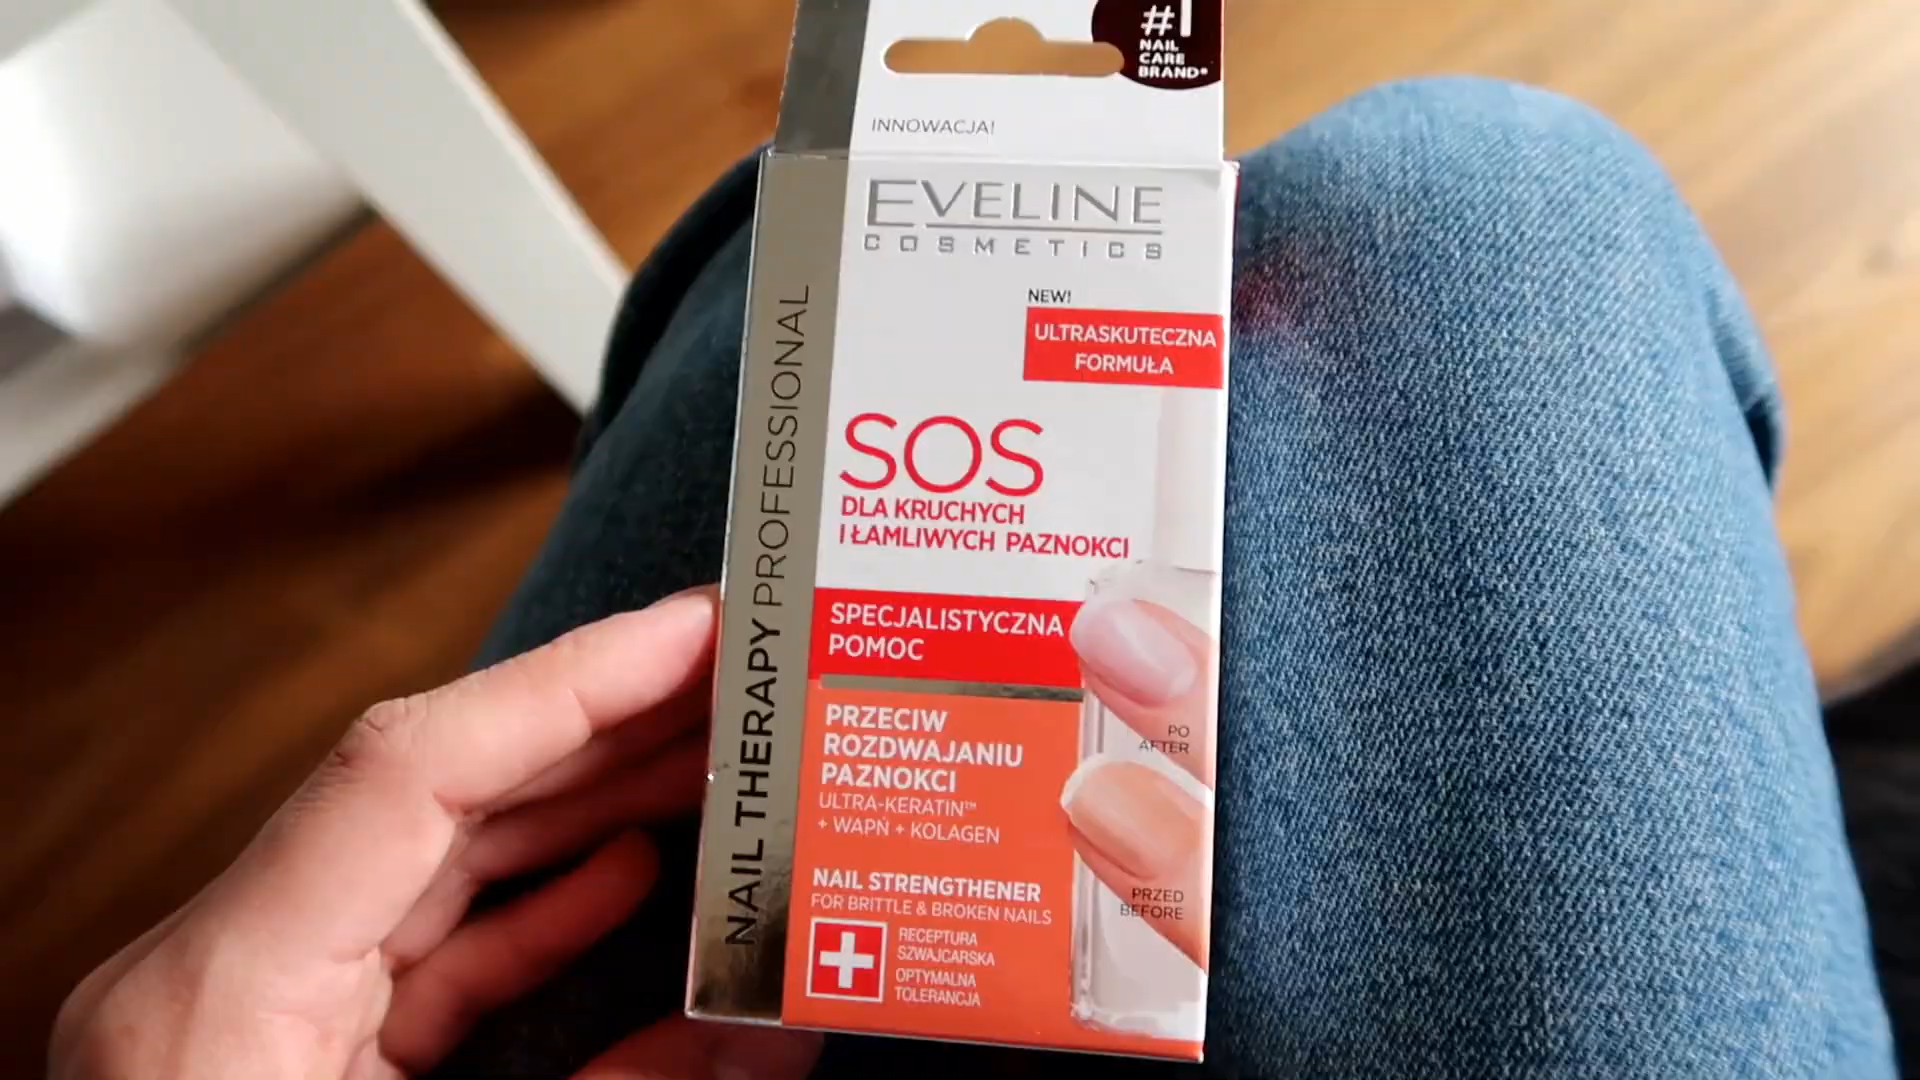 #1
NAIL
CARE
BRAND*
INNOWACJA!
EVELINE
COSMETICS
NEW!
ULTRASKUTECZNA
FORMUŁA
SOS
DLA KRUCHYCH
I ŁAMLIWYCH PAZNOKCI
SPECJALISTYCZNA
POMOC
PRZECIW
ROZDWAJANIU
PAZNOKCI
ULTRA-KERATIN™
+ WAPŃ + KOLAGEN
NAIL STRENGTHENER
FOR BRITTLE & BROKEN NAILS
RECEPTURA
SZWAJCARSKA
OPTYMALNA
TOLERANCJA
PO
AFTER
PRZED
BEFORE
NAIL THERAPY PROFESSIONAL